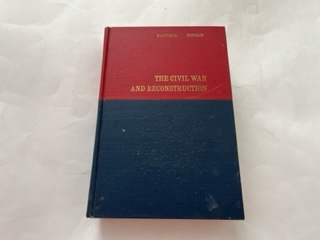 RANDALL DONALD
THE CIVIL WAR
AND RECONSTRUCTION